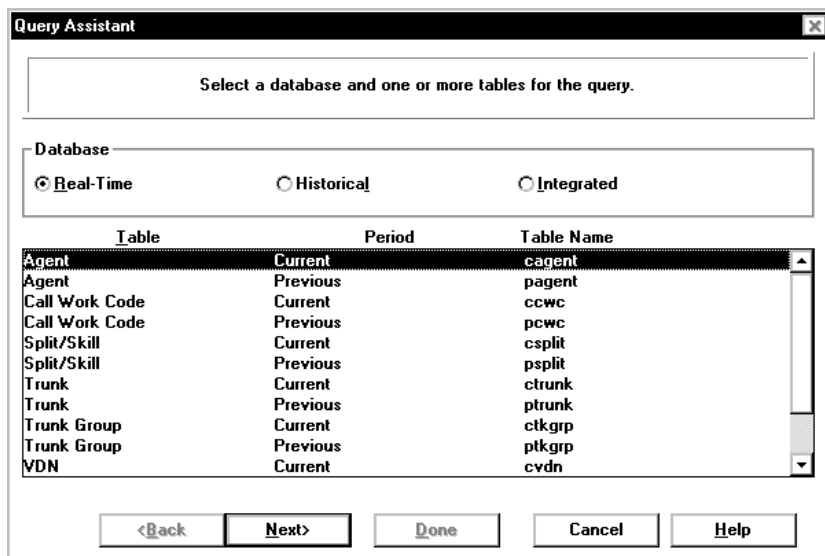 Query Assistant
Select a database and one or more tables for the query.
Database
Real-Time Historical Integrated
Table Period Table Name
Agent Current cagent
Agent Previous pagent
Call Work Code Current ccwc
Call Work Code Previous pcwc
Split/Skill Current csplit
Split/Skill Previous psplit
Trunk Current ctrunk
Trunk Previous ptrunk
Trunk Group Current ctkgrp
Trunk Group Previous ptkgrp
VDN Current cvdn
<Back Next> Done Cancel Help